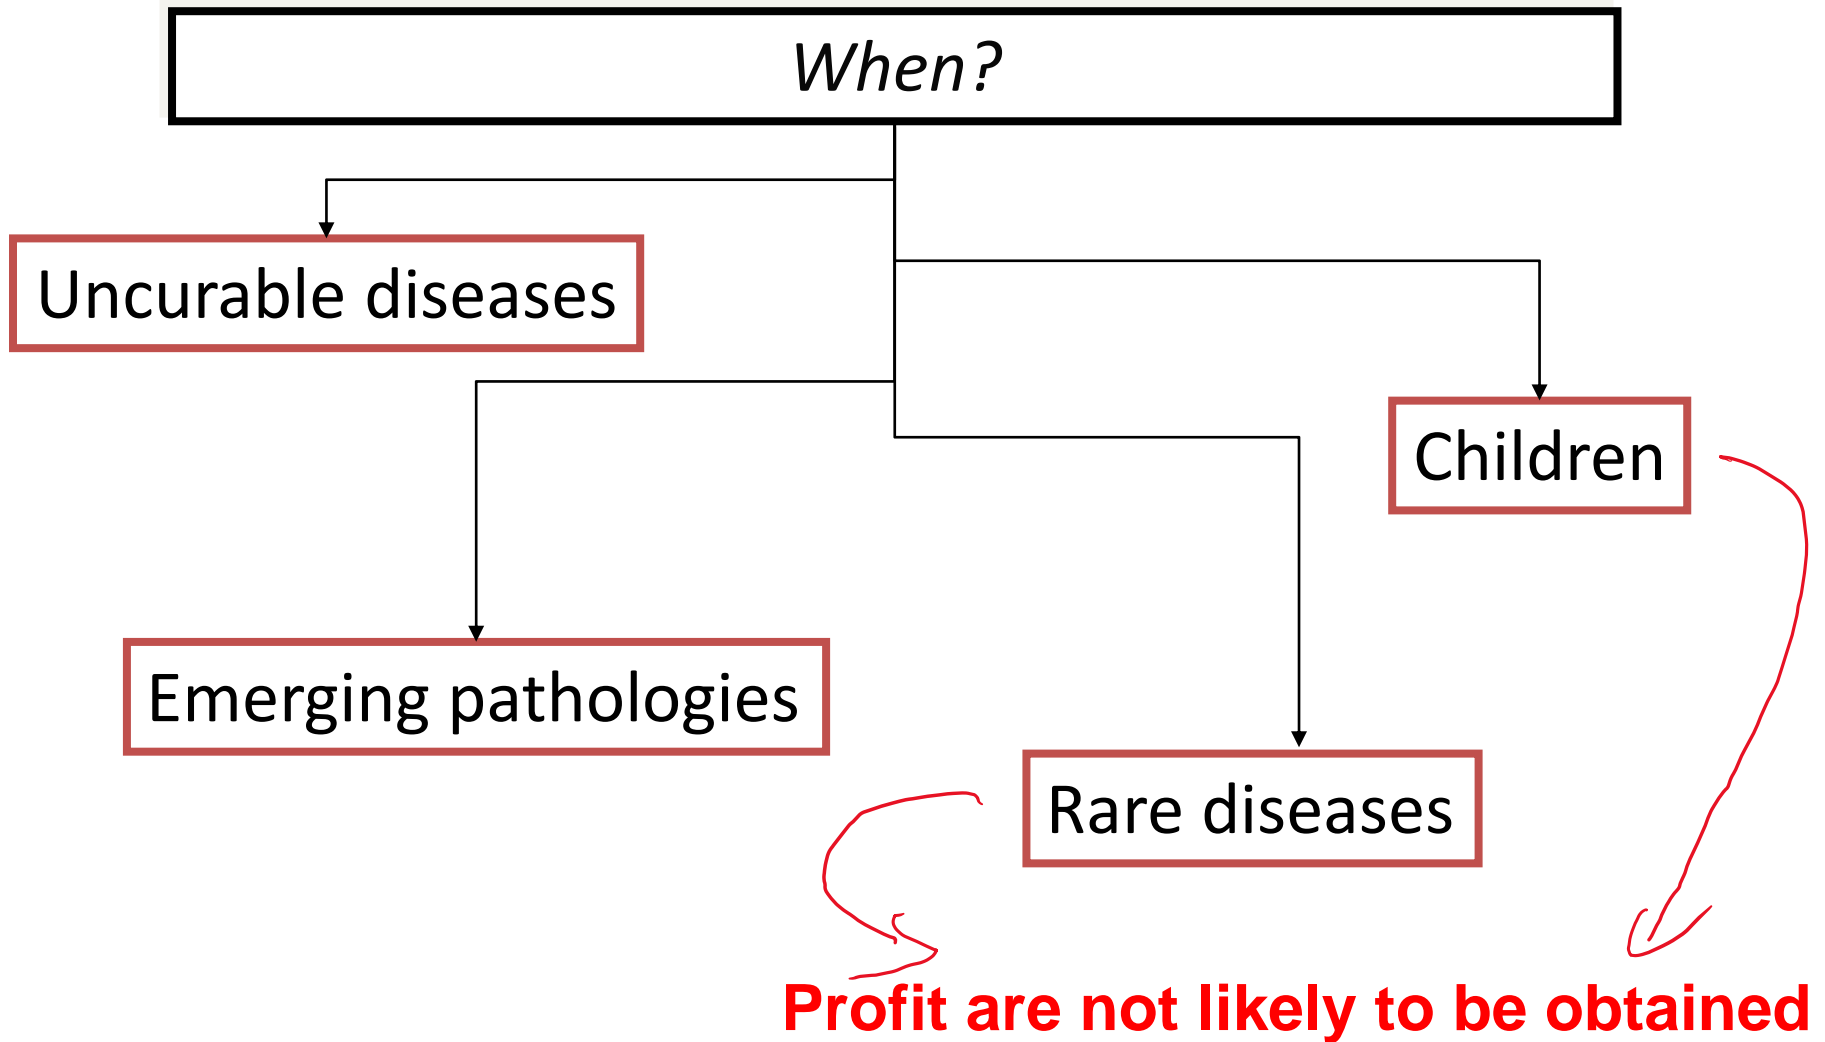 When?
Uncurable diseases
Children
Emerging pathologies
Rare diseases
Profit are not likely to be obtained